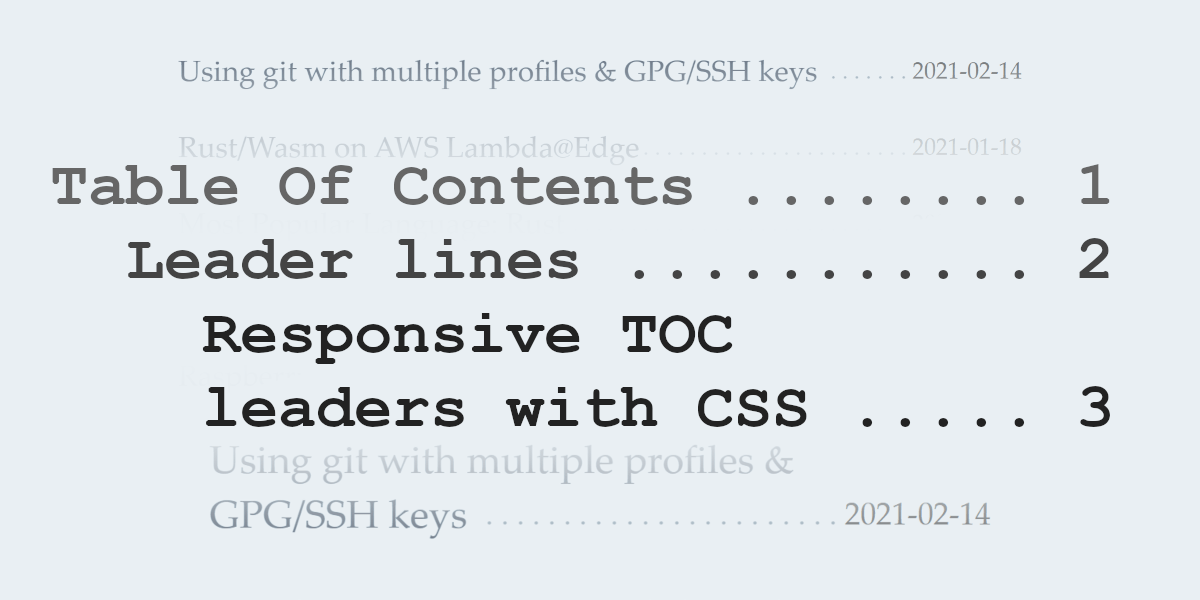 Using git with multiple profiles & GPG/SSH keys ....... 2021-02-14
Rust/Wasm on AWS Lambda@Edge ....................... 2021-01-18
Table Of Contents ........ 1
Leader lines ........... 2
Responsive TOC
leaders with CSS ..... 3
Using git with multiple profiles &
GPG/SSH keys ....................... 2021-02-14